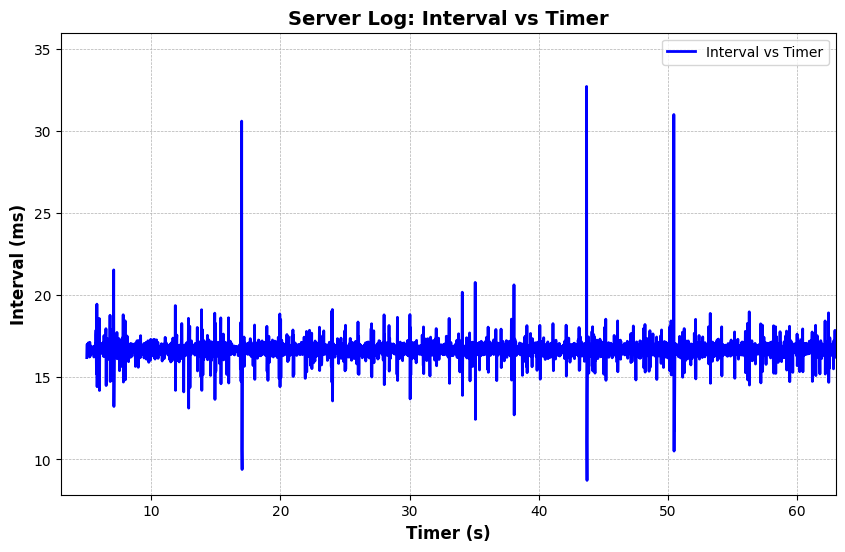 Server Log: Interval vs Timer
Interval vs Timer
35
30
25
20
15
10
Interval (ms)
10 20 30 40 50 60
Timer (s)